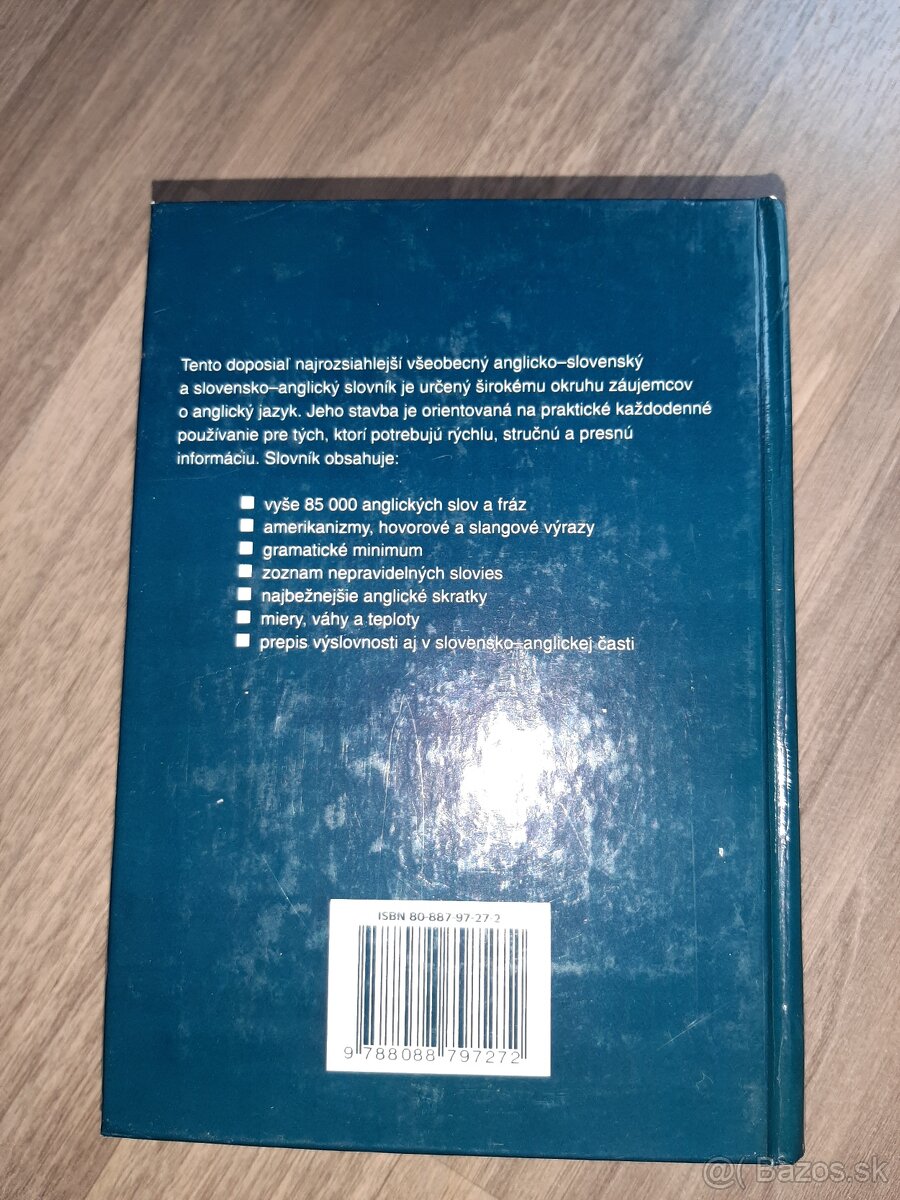 Tento doposiaľ najrozsiahlejší všeobecný anglicko–slovenský
a slovensko–anglický slovník je určený širokému okruhu záujemcov
o anglický jazyk. Jeho stavba je orientovaná na praktické každodenné
používanie pre tých, ktorí potrebujú rýchlu, stručnú a presnú
informáciu. Slovník obsahuje:
vyše 85 000 anglických slov a fráz
amerikanizmy, hovorové a slangové výrazy
gramatické minimum
zoznam nepravidelných slovies
najbežnejšie anglické skratky
miery, váhy a teploty
prepis výslovnosti aj v slovensko–anglickej časti
ISBN 80-887-97-27-2
9 788088 797272
@( Bazos.sk